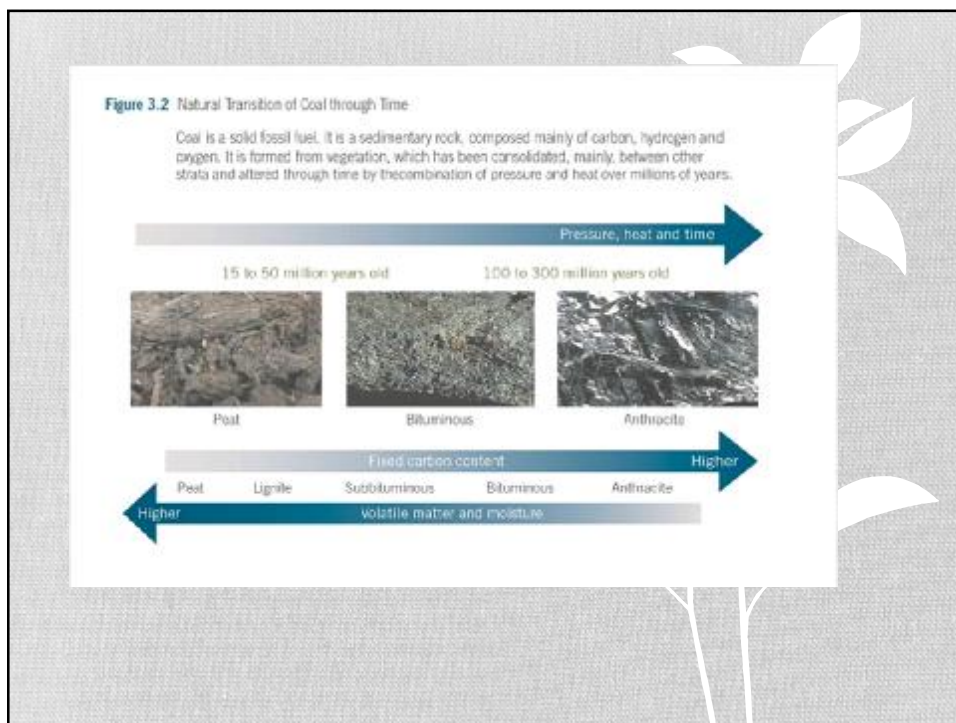 Figure 3.2 Natural Transition of Coal through Time
Coal is a solid fossil fuel. It is a sedimentary rock, composed mainly of carbon, hydrogen and
oxygen. It is formed from vegetation, which has been consolidated, mainly, between other
strata and altered through time by thecombination of pressure and heat over millions of years.
Pressure, heat and time
15 to 50 million years old 100 to 300 million years old
Peat Bituminous Anthracite
Fixed carbon content Higher
Peat Lignite Subbituminous Bituminous Anthracite
Higher Volatile matter and moisture